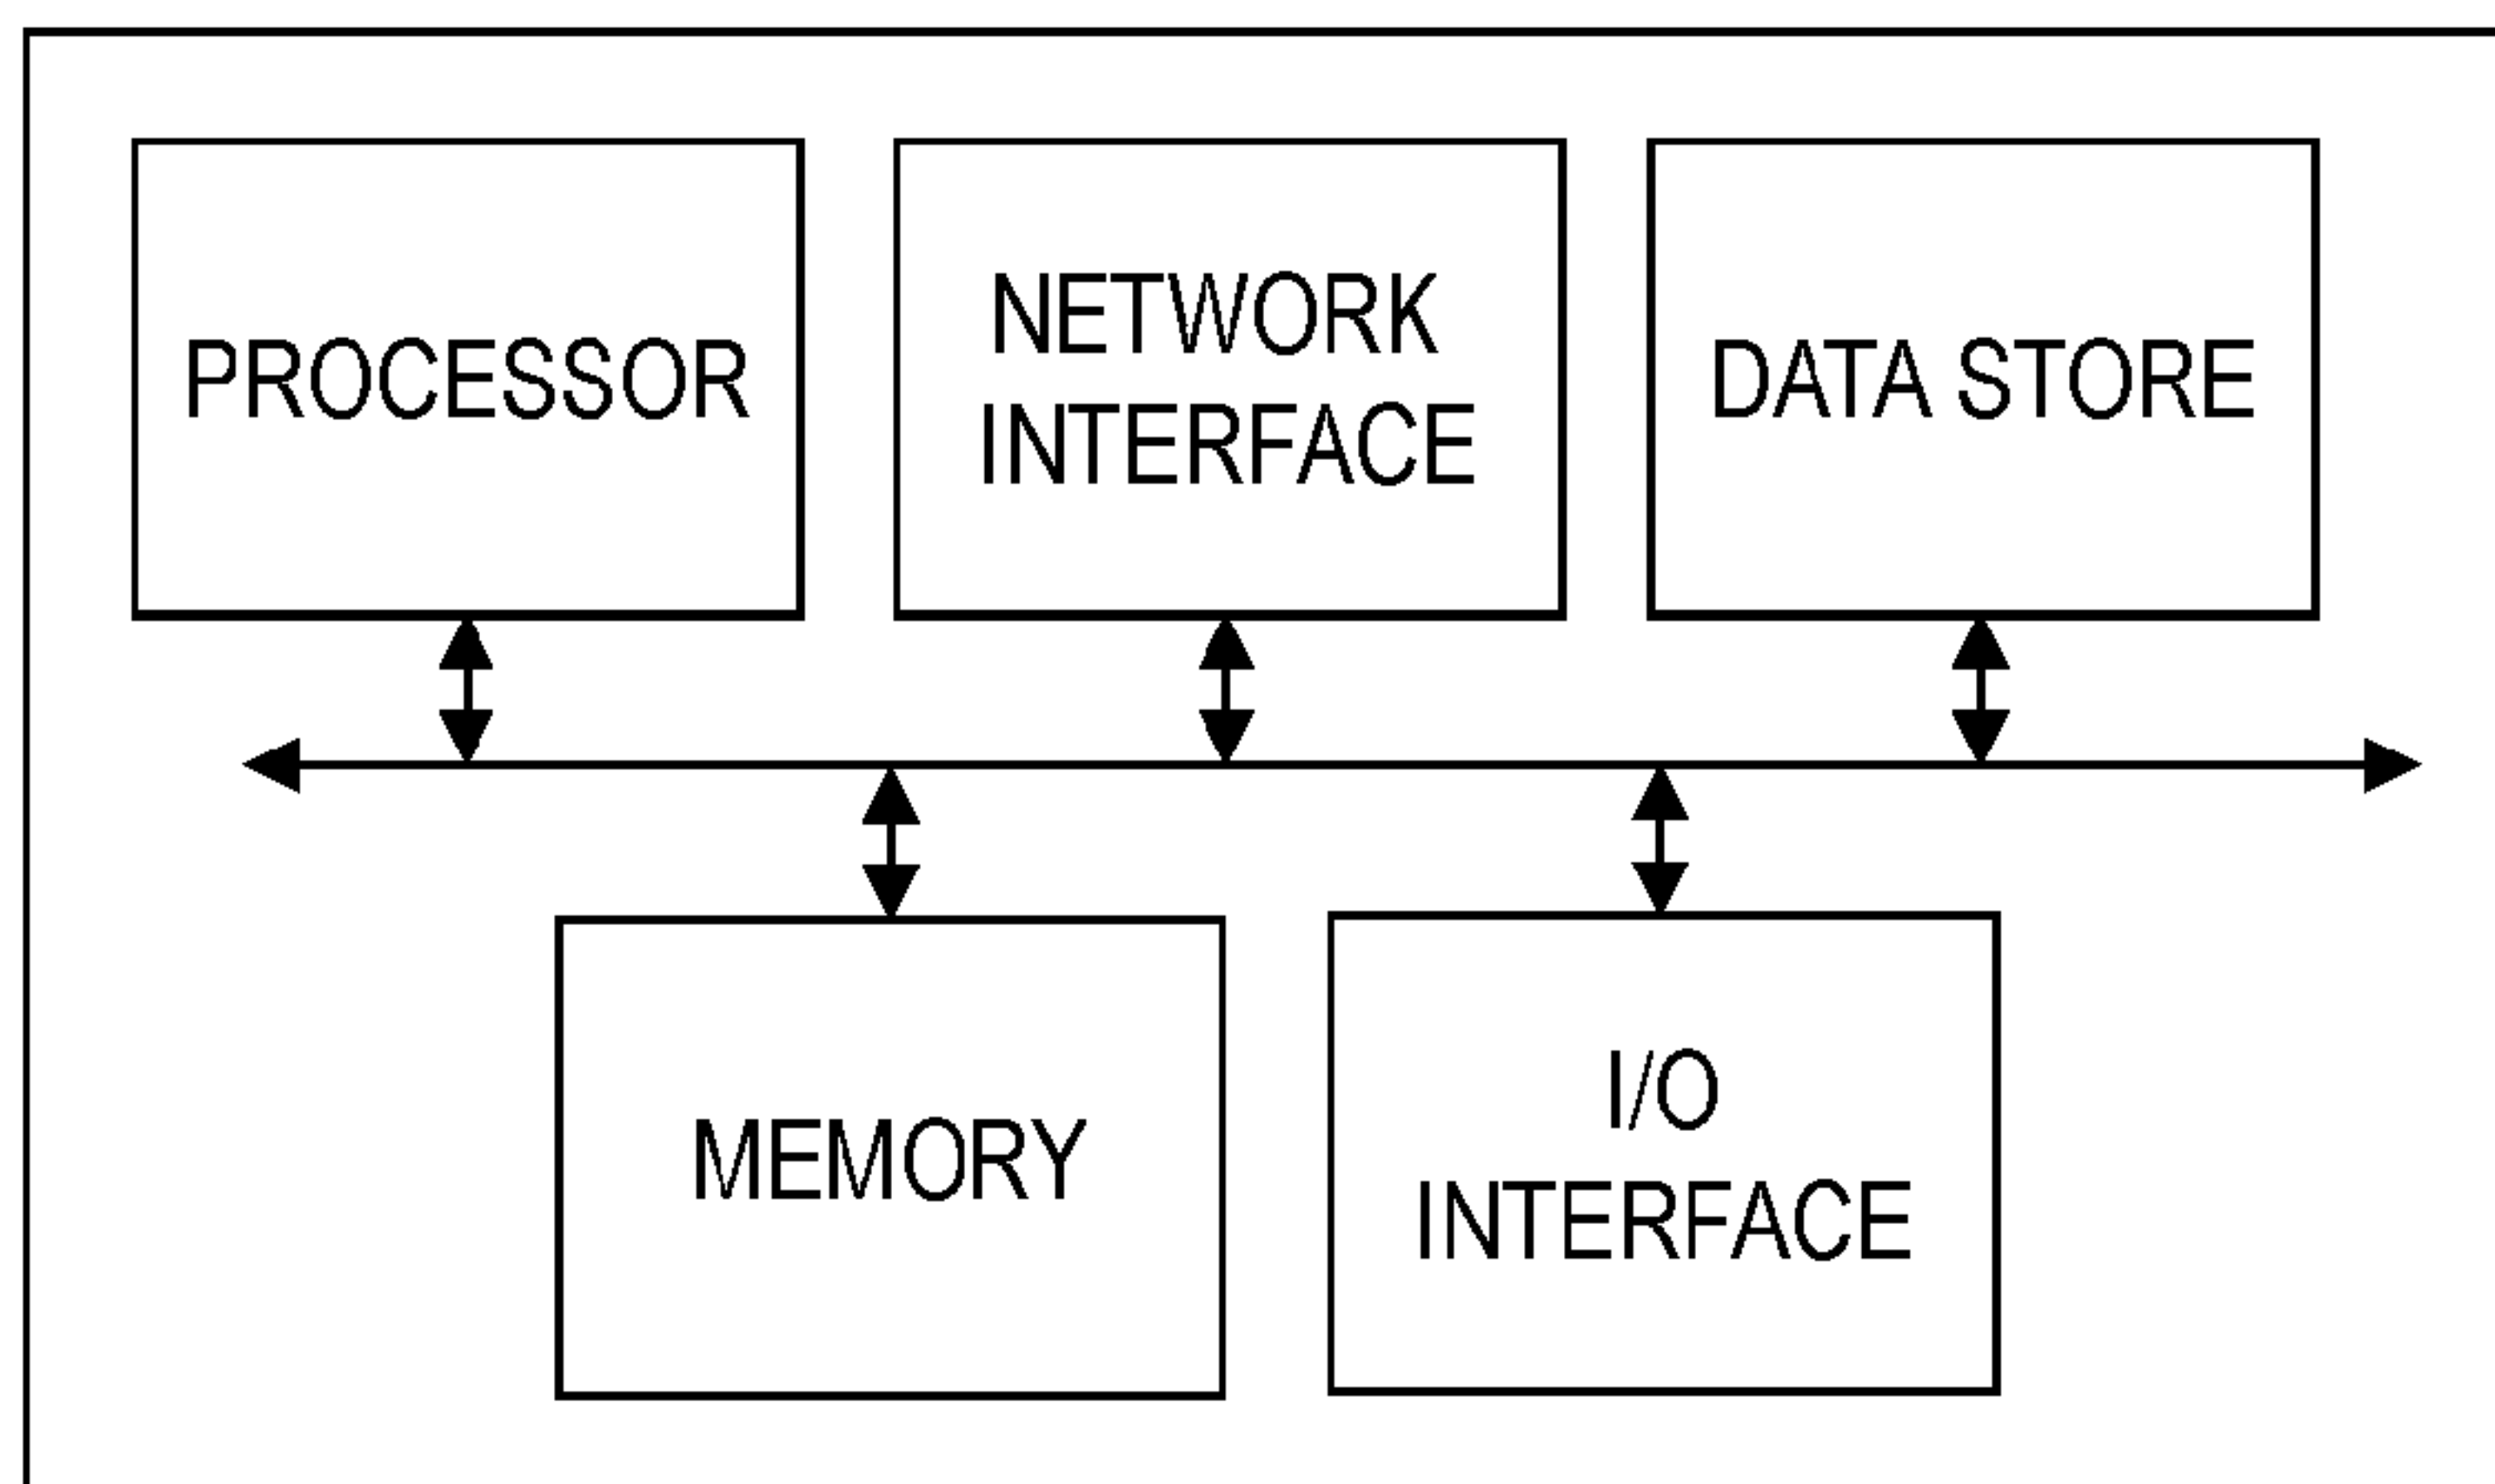 PROCESSOR
NETWORK
INTERFACE
DATA STORE
MEMORY
I/O
INTERFACE